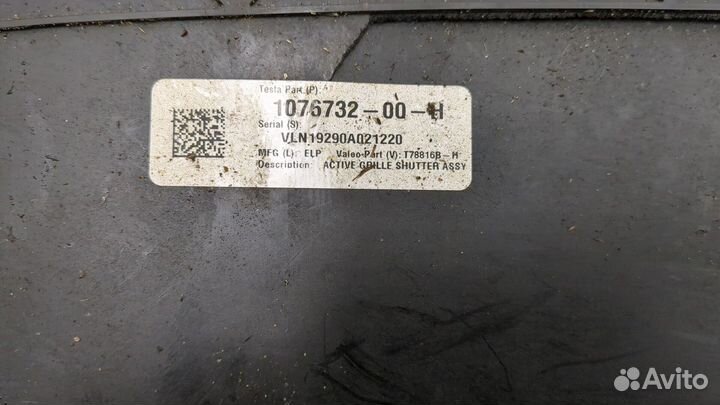 Tesla Part (P):
1076732-00-H
Serial (S):
VLN19290A021220
MFG (L): ELP Valeo Part (V): T78816B-H
Description: ACTIVE GRILLE SHUTTER ASSY
Avito